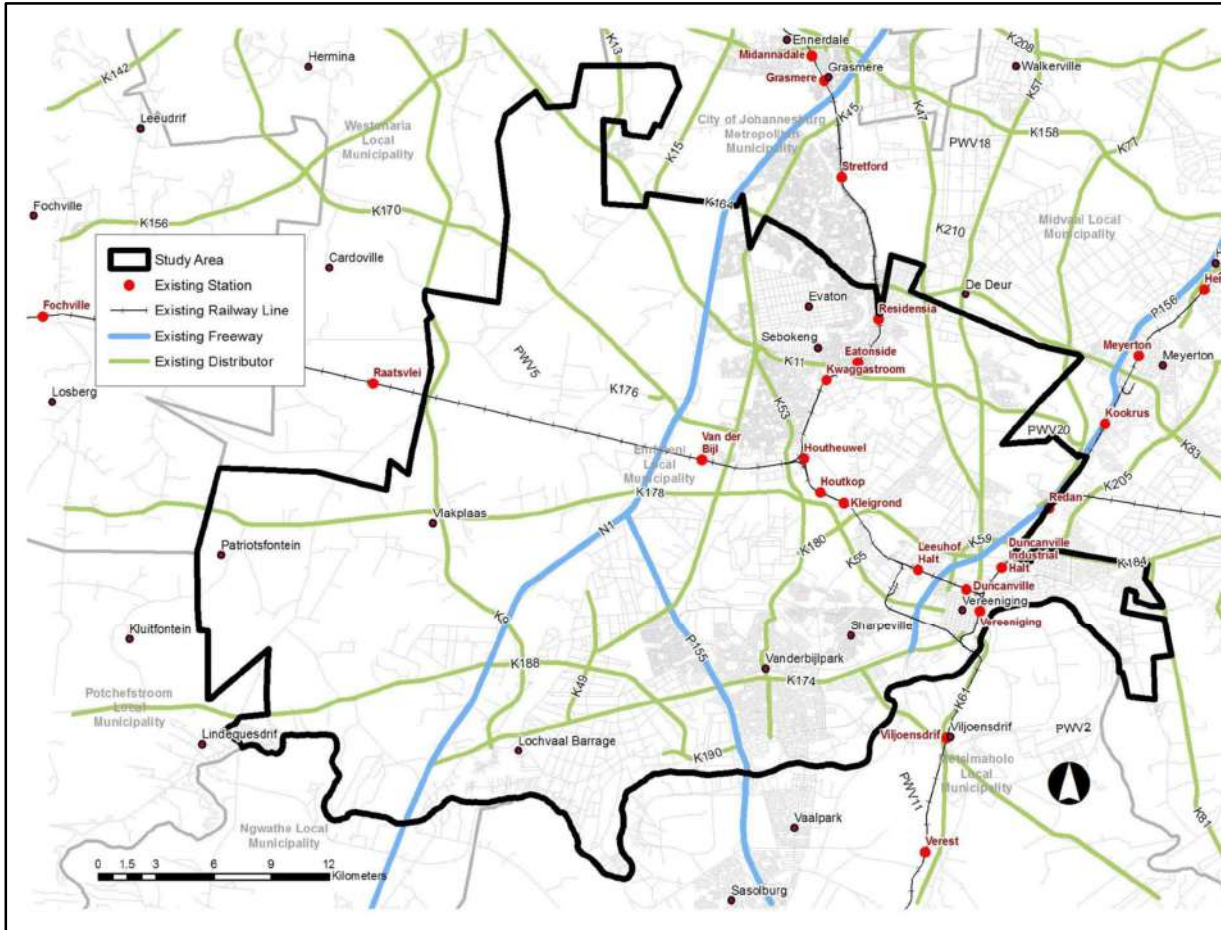 Ennerdale
Hermina
Midannadale
K142
K13
K208
Walkerville
Grasmere
Grasmere
K57
Leeudrif
Westonaria
Local
Municipality
City of Johannesburg
Metropolitan
Municipality
K45
K47
K15
PWV18
K158
K77
Stretford
Fochville
K156
K170
K164
K210
Midvaal Local
Municipality
Study Area
Existing Station
Existing Railway Line
Existing Freeway
Existing Distributor
Cardoville
De Deur
Evaton
Residensia
P156
Fochville
Sebokeng
Eatonside
K11
Kwaggastroom
Meyerton
Meyerton
PWV5
Raatsvlei
Losberg
K176
K53
Kookrus
PWV20
K83
Van der
Bijl
Houtheuwel
Local
Municipality
Houtkop
K178
Kleigrond
Redan
K205
Vlakplaas
N1
K180
K55
K59
Patriotsfontein
Leeuhof
Halt
Duncanville
Industrial
Halt
K184
Duncanville
Vereeniging
Vereeniging
K9
Kluitfontein
P155
Sharpeville
Vanderbijlpark
K188
K49
K174
K61
Potchefstroom
Local
Municipality
Lindequesdrif
Lochvaal Barrage
K190
Viljoensdrif
Viljoensdrif
PWV2
Local
Municipality
PWV11
Ngwathe Local
Municipality
Vaalpark
K81
Verest
0 1.5 3 6 9 12
Kilometers
Sasolburg